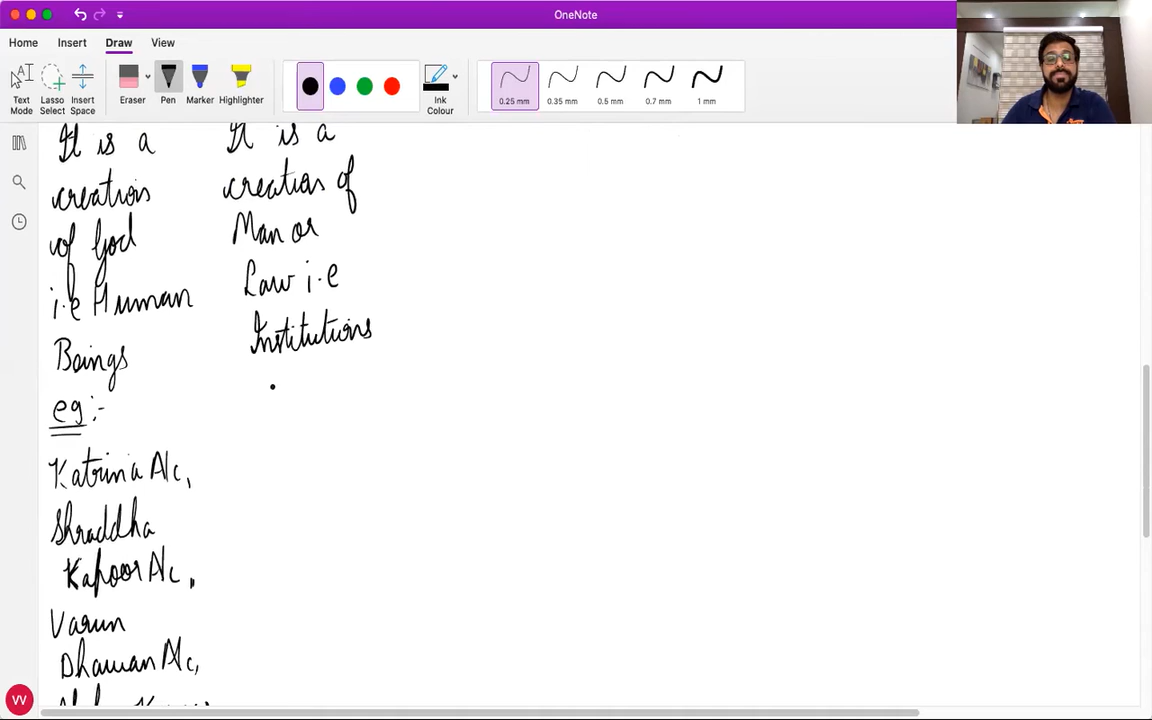 OneNote
Home Insert Draw View
Text Mode
Lasso Select
Insert Space
Eraser
Pen
Marker
Highlighter
Ink Colour
0.25 mm
0.35 mm
0.5 mm
0.7 mm
1 mm
It is a
creation
of God
i.e Human
Beings
eg:-
Katrina A/c,
Shraddha
Kapoor A/c,
Varun
Dhawan A/c,
It is a
creation of
Man or
Law i.e
Institutions
VV